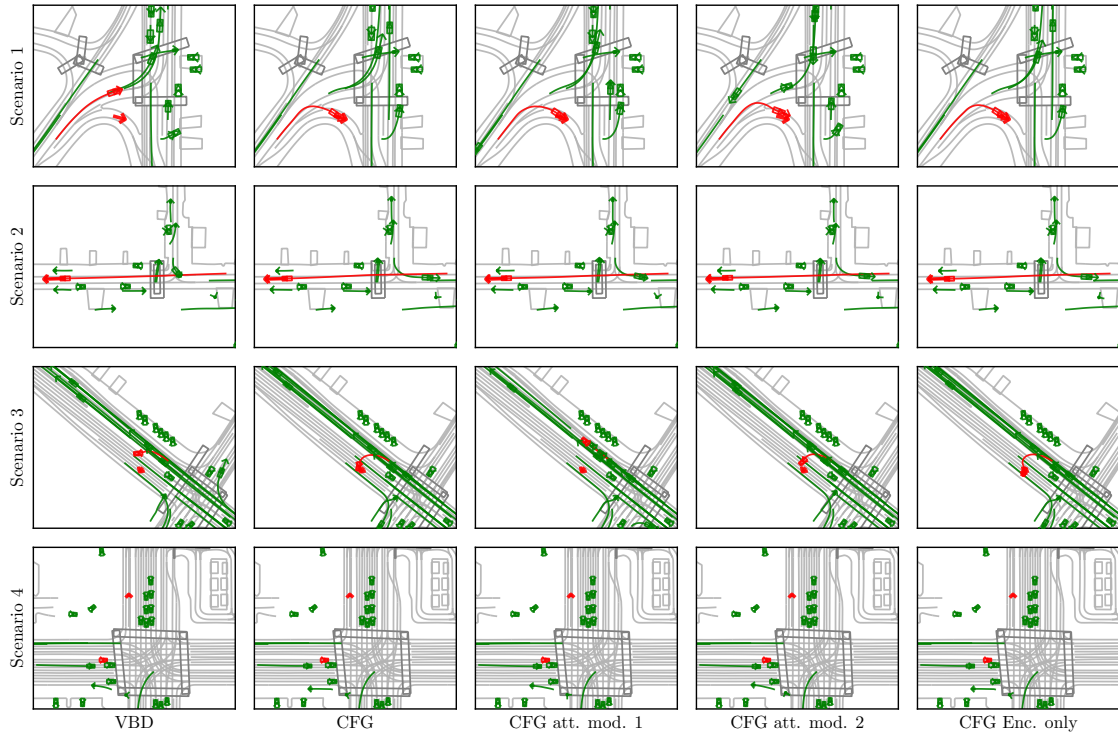 Scenario 1
Scenario 2
Scenario 3
Scenario 4
VBD
CFG
CFG att. mod. 1
CFG att. mod. 2
CFG Enc. only